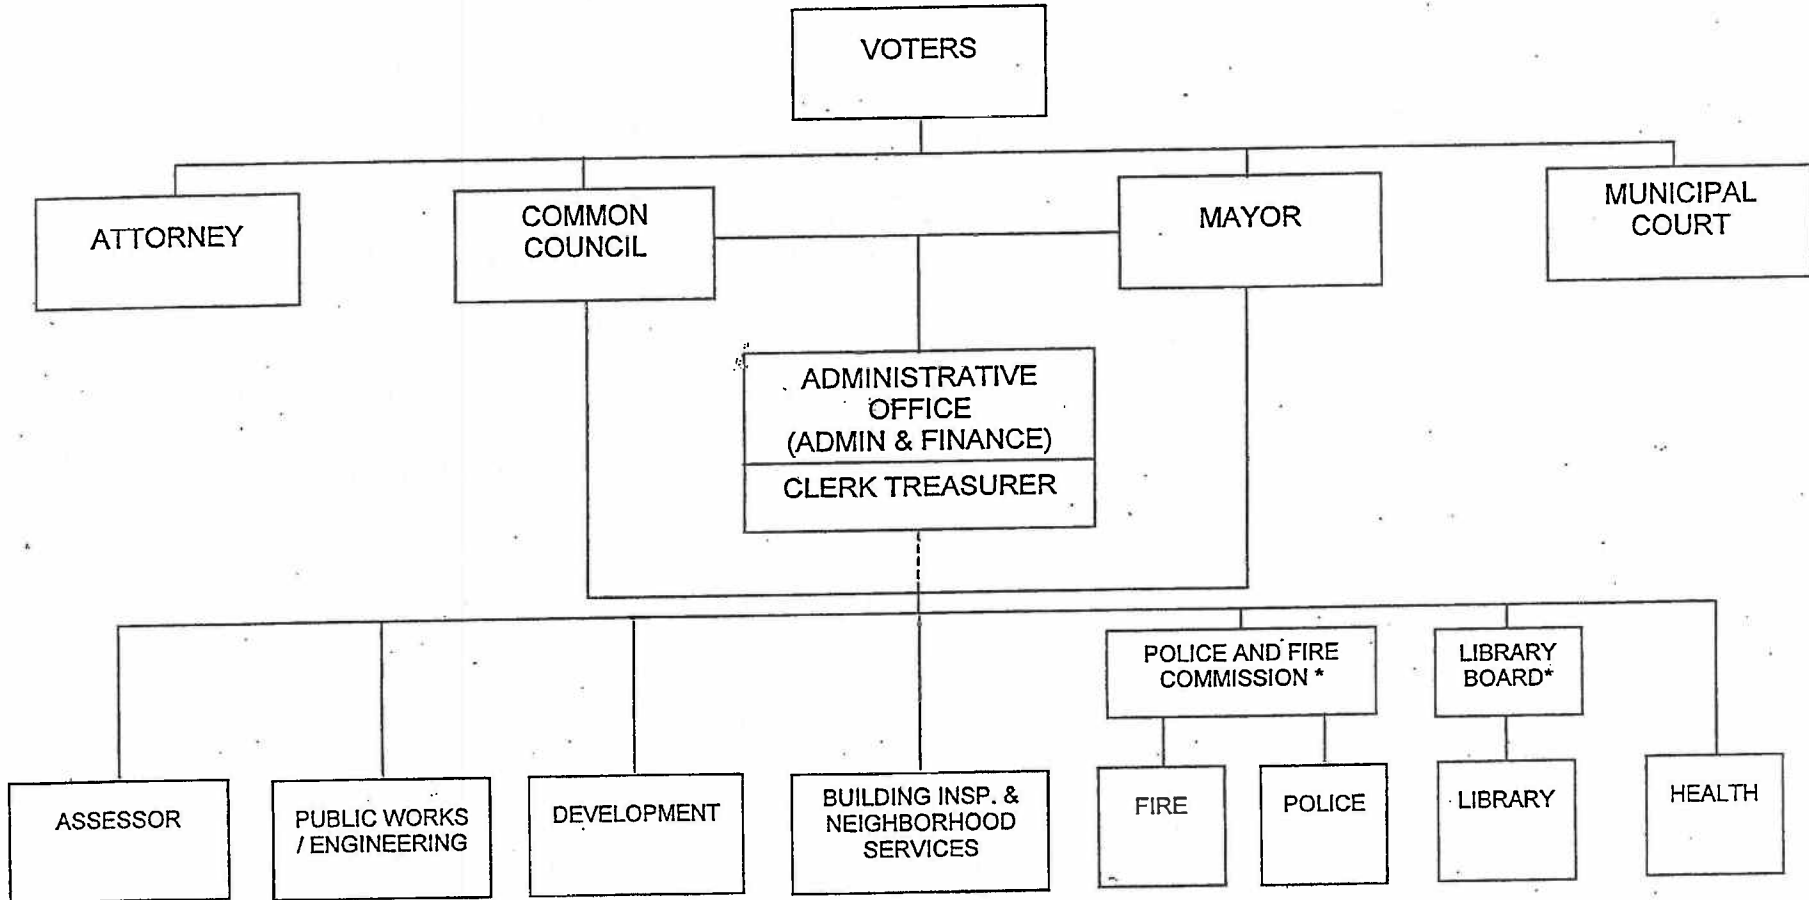 VOTERS
ATTORNEY
COMMON
COUNCIL
MAYOR
MUNICIPAL
COURT
ADMINISTRATIVE
OFFICE
(ADMIN & FINANCE)
CLERK TREASURER
POLICE AND FIRE
COMMISSION *
LIBRARY
BOARD*
ASSESSOR
PUBLIC WORKS
/ ENGINEERING
DEVELOPMENT
BUILDING INSP. &
NEIGHBORHOOD
SERVICES
FIRE
POLICE
LIBRARY
HEALTH